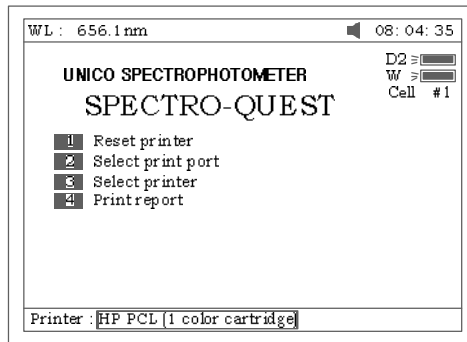 WL: 656.1nm 08:04:35
D2
UNICO SPECTROPHOTOMETER W
SPECTRO-QUEST Cell #1
1 Reset printer
2 Select print port
3 Select printer
4 Print report
Printer : HP PCL (1 color cartridge)